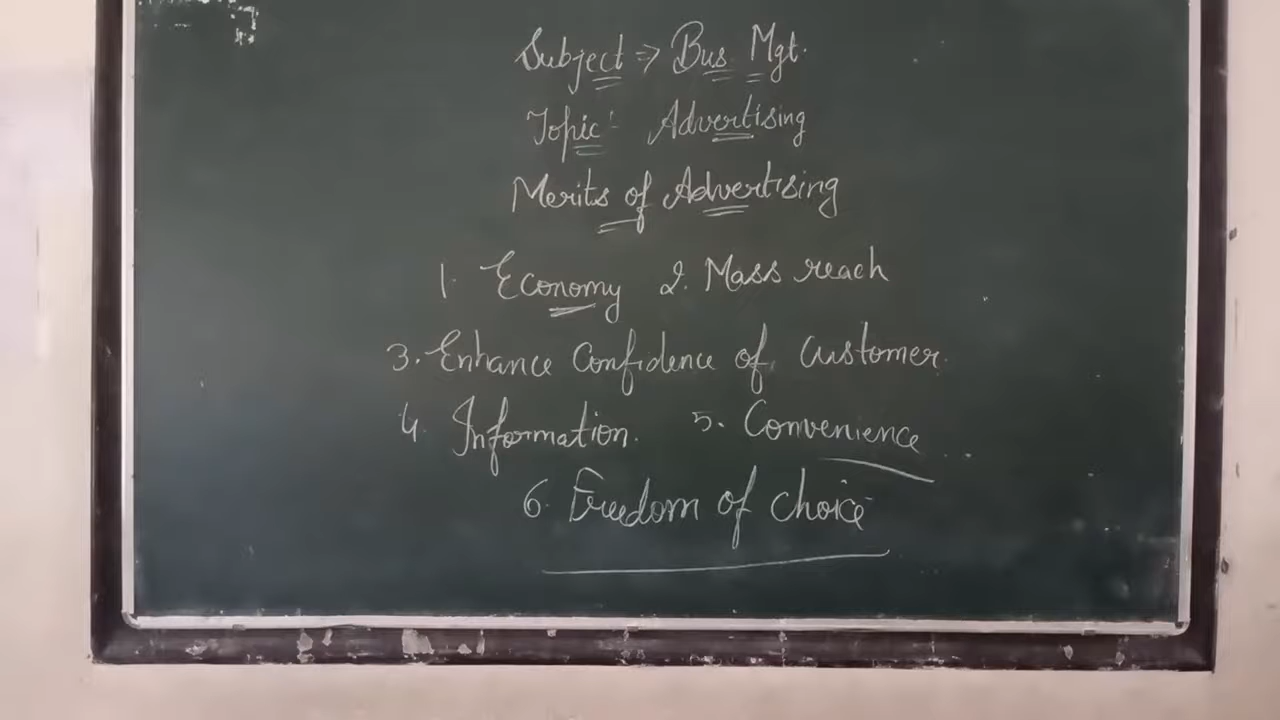 Subject ⇒ Bus Mgt.
Topic: Advertising
Merits of Advertising
1. Economy 2. Mass reach
3. Enhance Confidence of Customer.
4. Information. 5. Convenience
6. Freedom of choice